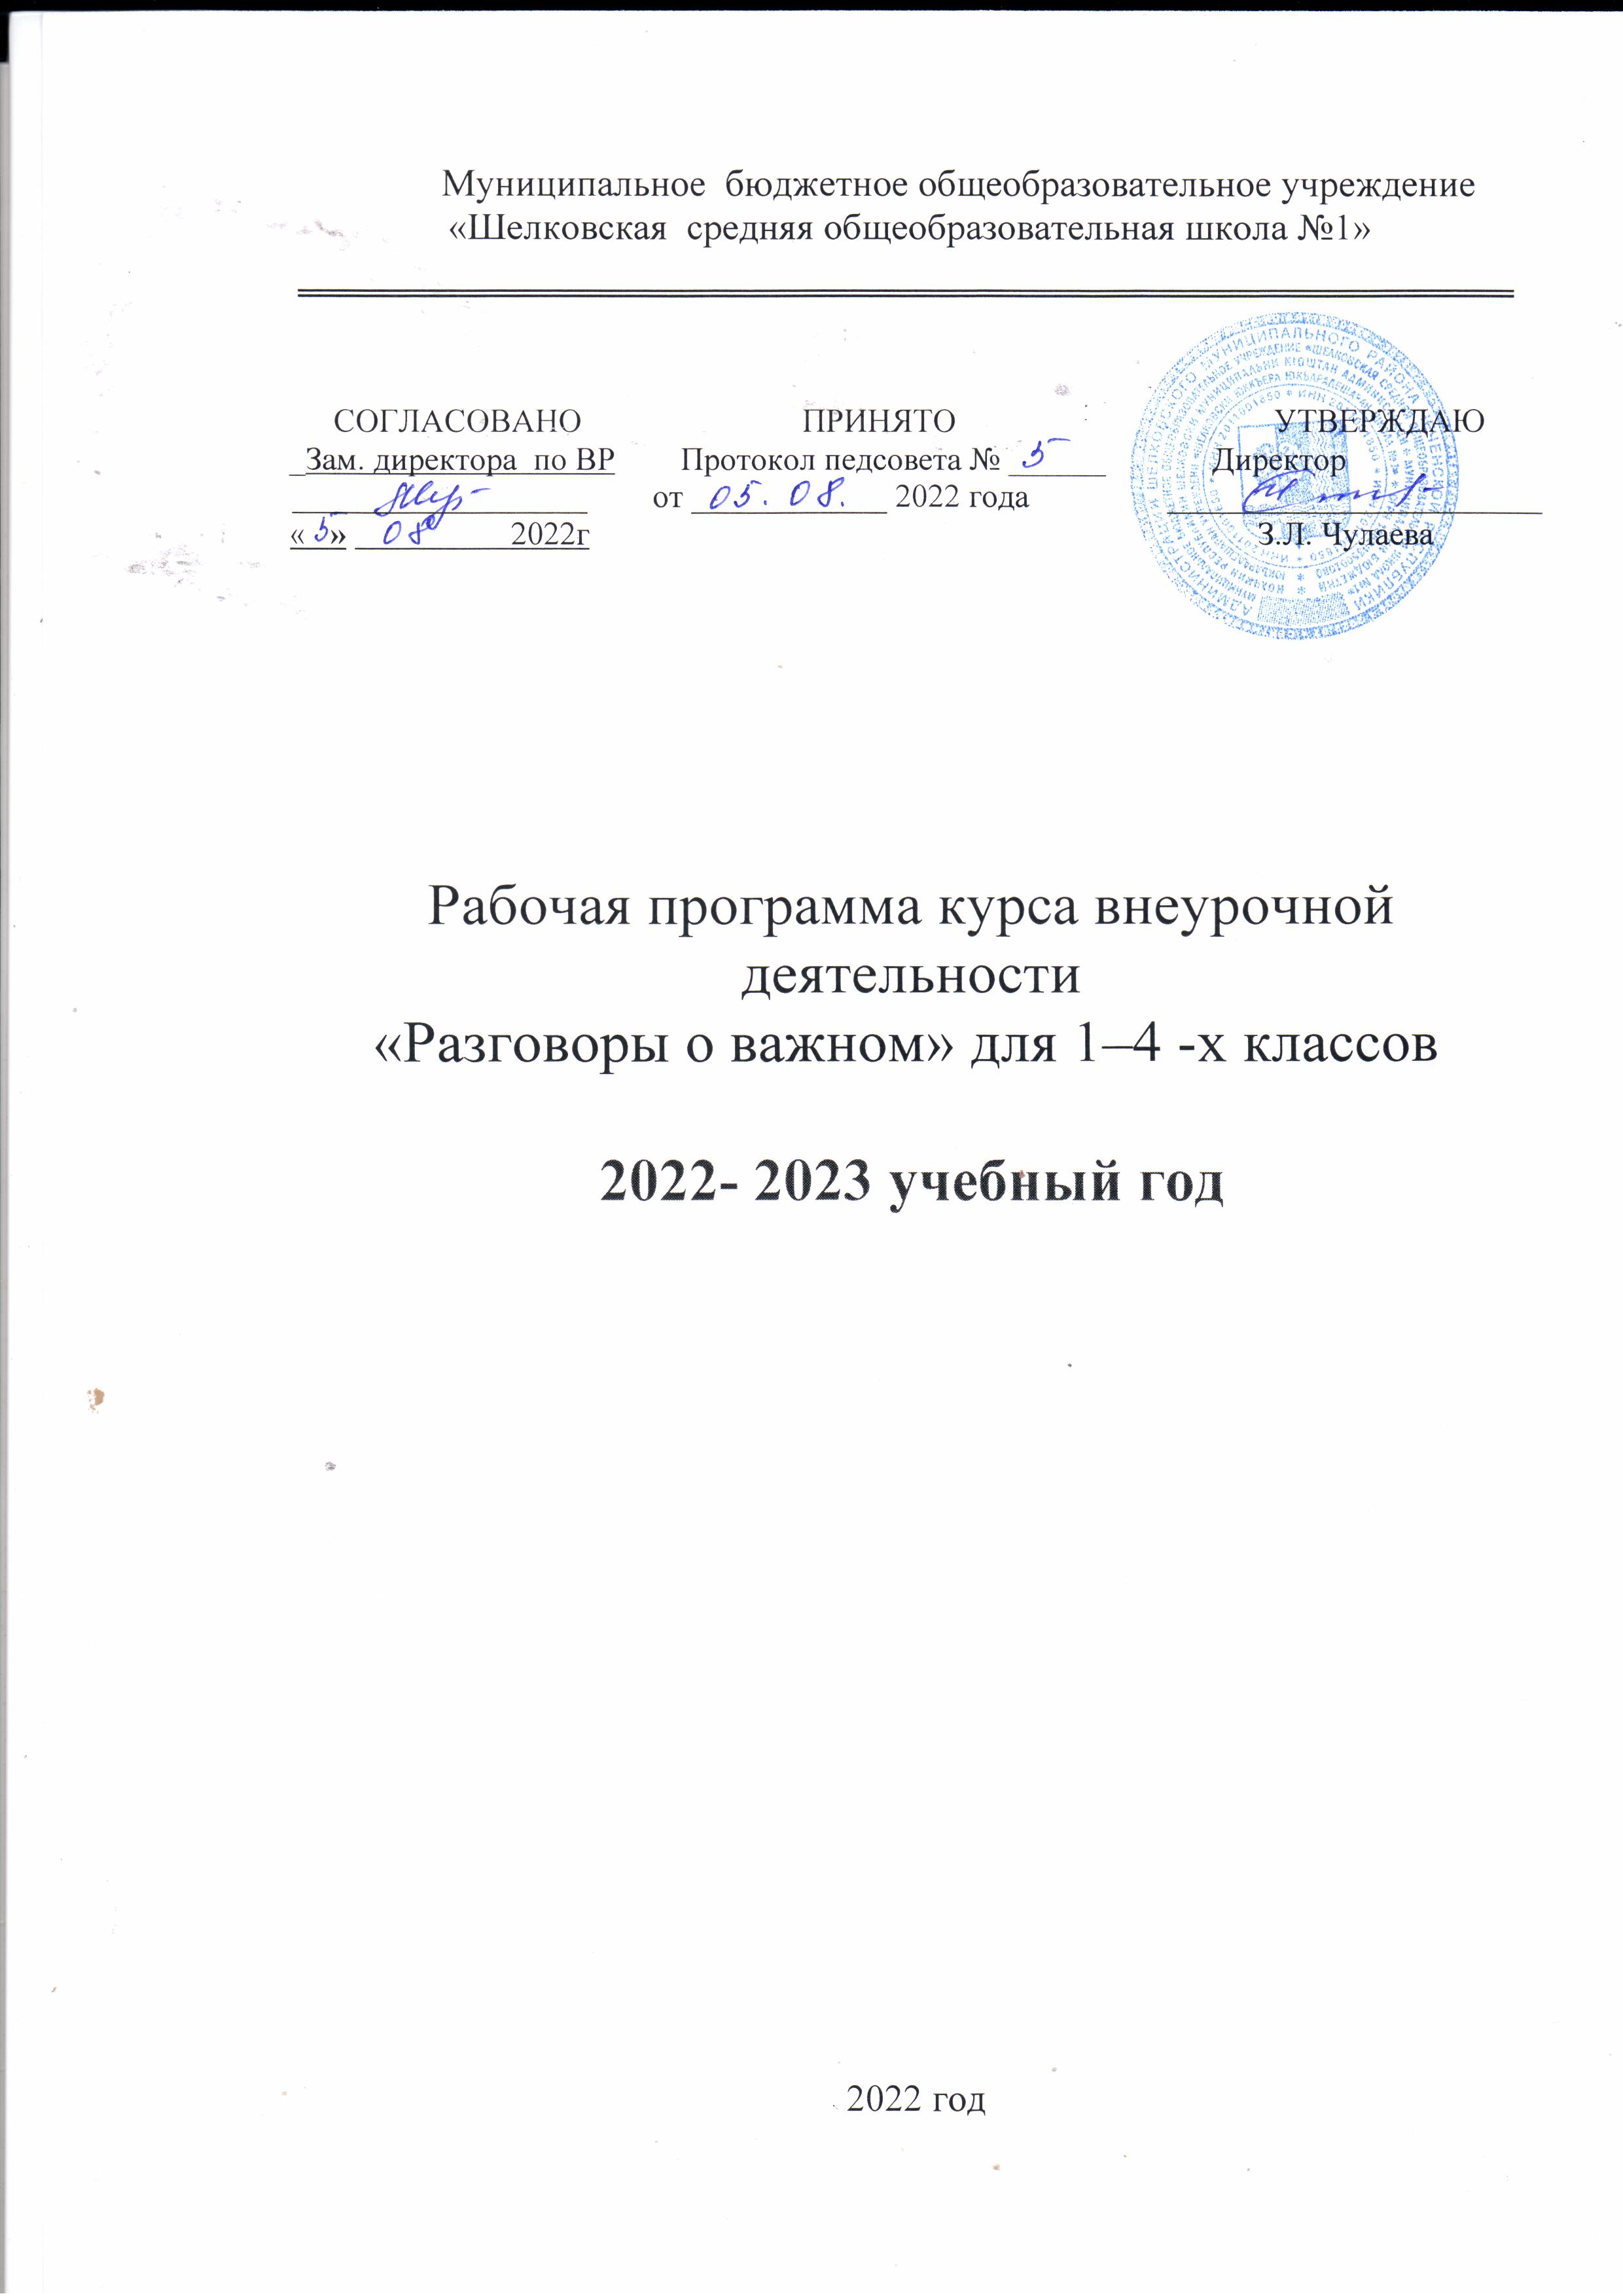 Муниципальное бюджетное общеобразовательное учреждение
«Шелковская средняя общеобразовательная школа №1»
СОГЛАСОВАНО ПРИНЯТО УТВЕРЖДАЮ
Зам. директора по ВР Протокол педсовета № 5 Директор
от 05.08. 2022 года
«5» 08 2022г З.Л. Чулаева
Рабочая программа курса внеурочной
деятельности
«Разговоры о важном» для 1–4 -х классов
2022- 2023 учебный год
2022 год